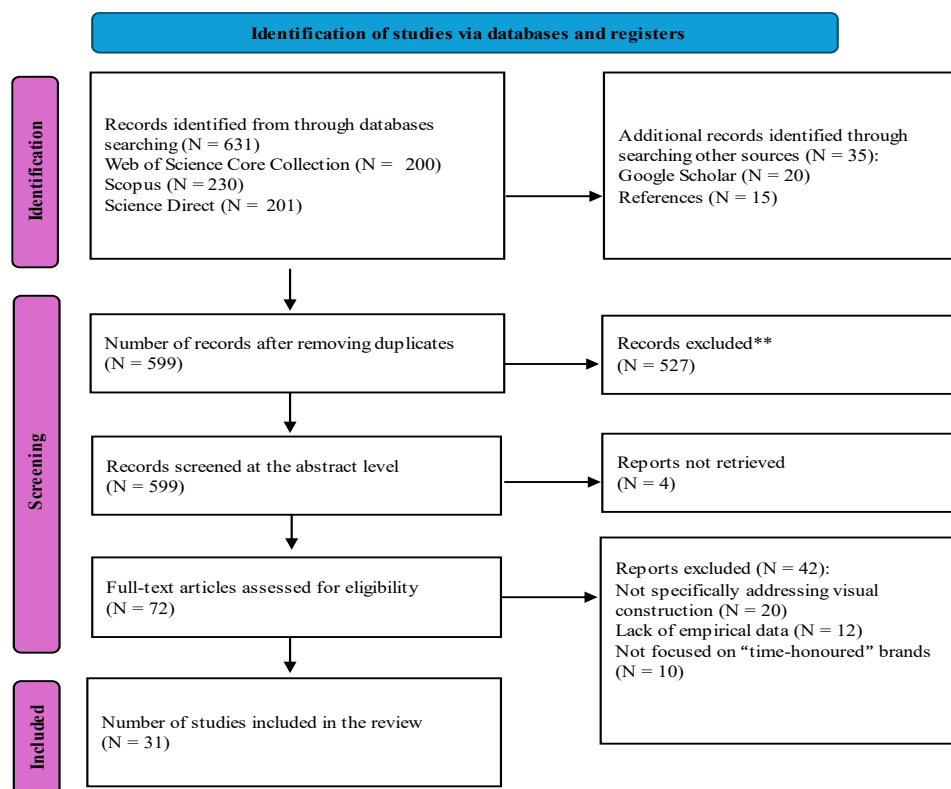 Identification of studies via databases and registers
Identification
Records identified from through databases
searching (N = 631)
Web of Science Core Collection (N = 200)
Scopus (N = 230)
Science Direct (N = 201)
Additional records identified through
searching other sources (N = 35):
Google Scholar (N = 20)
References (N = 15)
Screening
Number of records after removing duplicates
(N = 599)
Records excluded**
(N = 527)
Records screened at the abstract level
(N = 599)
Reports not retrieved
(N = 4)
Full-text articles assessed for eligibility
(N = 72)
Reports excluded (N = 42):
Not specifically addressing visual
construction (N = 20)
Lack of empirical data (N = 12)
Not focused on “time-honoured” brands
(N = 10)
Included
Number of studies included in the review
(N = 31)